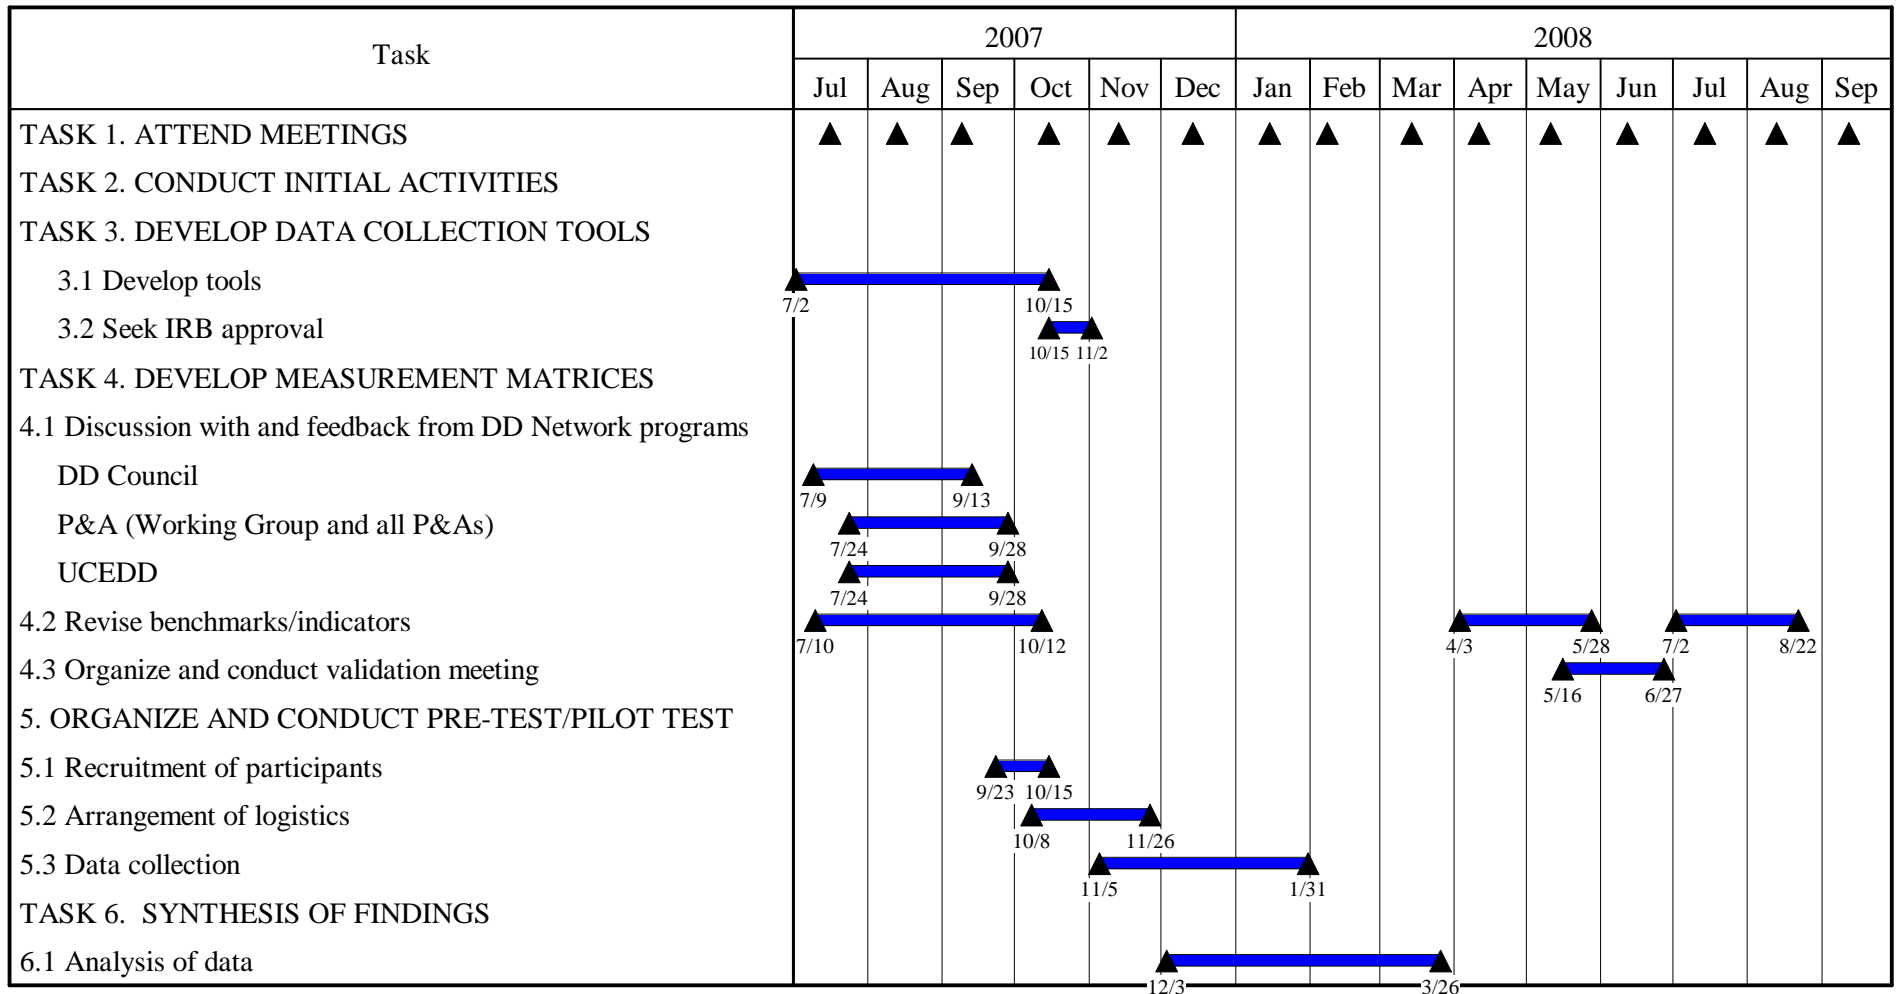 Task
2007 2008
Jul Aug Sep Oct Nov Dec Jan Feb Mar Apr May Jun Jul Aug Sep
TASK 1. ATTEND MEETINGS
TASK 2. CONDUCT INITIAL ACTIVITIES
TASK 3. DEVELOP DATA COLLECTION TOOLS
3.1 Develop tools
7/2 10/15
3.2 Seek IRB approval
10/15 11/2
TASK 4. DEVELOP MEASUREMENT MATRICES
4.1 Discussion with and feedback from DD Network programs
DD Council
7/9 9/13
P&A (Working Group and all P&As)
7/24 9/28
UCEDD
7/24 9/28
4.2 Revise benchmarks/indicators
7/10 10/12 4/3 5/28 7/2 8/22
4.3 Organize and conduct validation meeting
5/16 6/27
5. ORGANIZE AND CONDUCT PRE-TEST/PILOT TEST
5.1 Recruitment of participants
9/23 10/15
5.2 Arrangement of logistics
10/8 11/26
5.3 Data collection
11/5 1/31
TASK 6.  SYNTHESIS OF FINDINGS
6.1 Analysis of data
12/3 3/26